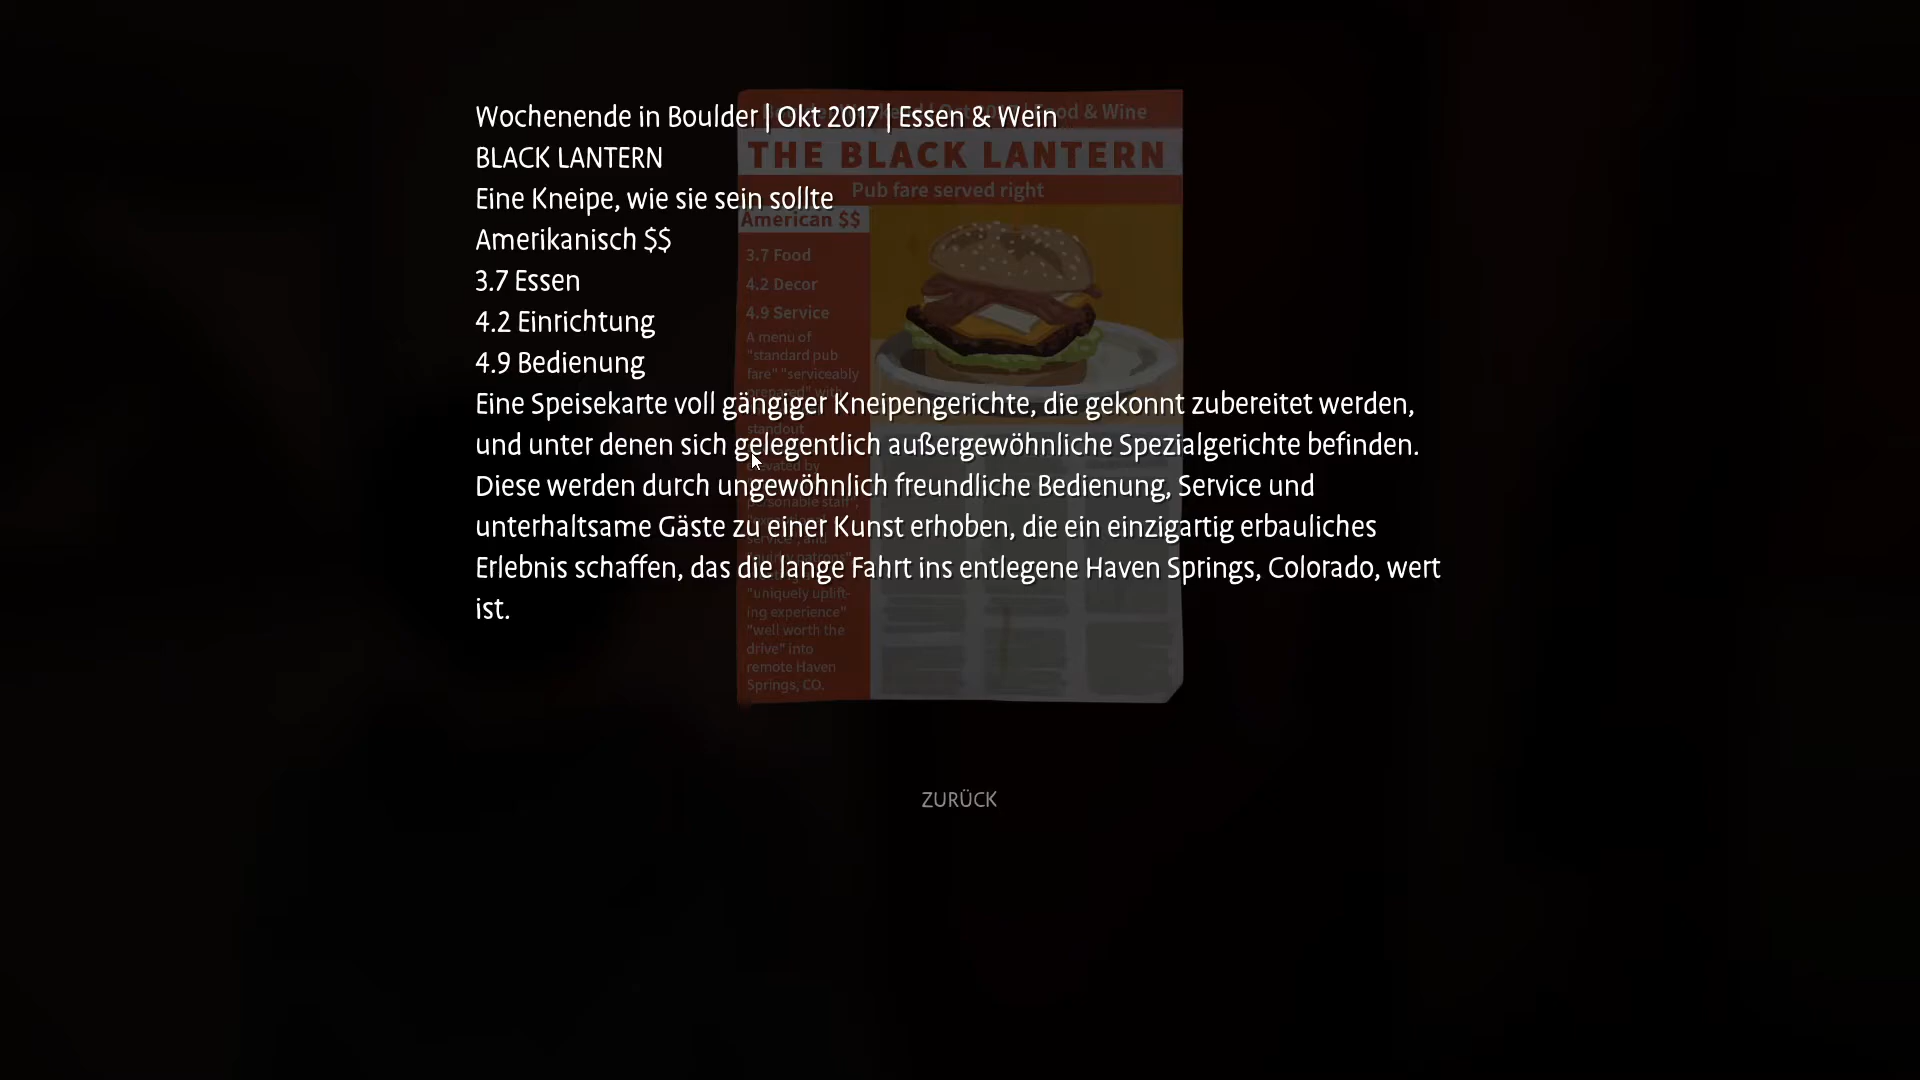 Wochenende in Boulder | Okt 2017 | Essen & Wein
BLACK LANTERN
Eine Kneipe, wie sie sein sollte
Amerikanisch $$
3.7 Essen
4.2 Einrichtung
4.9 Bedienung
Eine Speisekarte voll gängiger Kneipengerichte, die gekonnt zubereitet werden,
und unter denen sich gelegentlich außergewöhnliche Spezialgerichte befinden.
Diese werden durch ungewöhnlich freundliche Bedienung, Service und
unterhaltsame Gäste zu einer Kunst erhoben, die ein einzigartig erbauliches
Erlebnis schaffen, das die lange Fahrt ins entlegene Haven Springs, Colorado, wert
ist.
& Wine
THE BLACK LANTERN
Pub fare served right
American $$
3.7 Food
4.2 Decor
4.9 Service
A menu of
"standard pub
fare" "serviceably
standout
"uniquely uplift-
ing experience"
"well worth the
drive" into
remote Haven
Springs, CO.
ZURÜCK